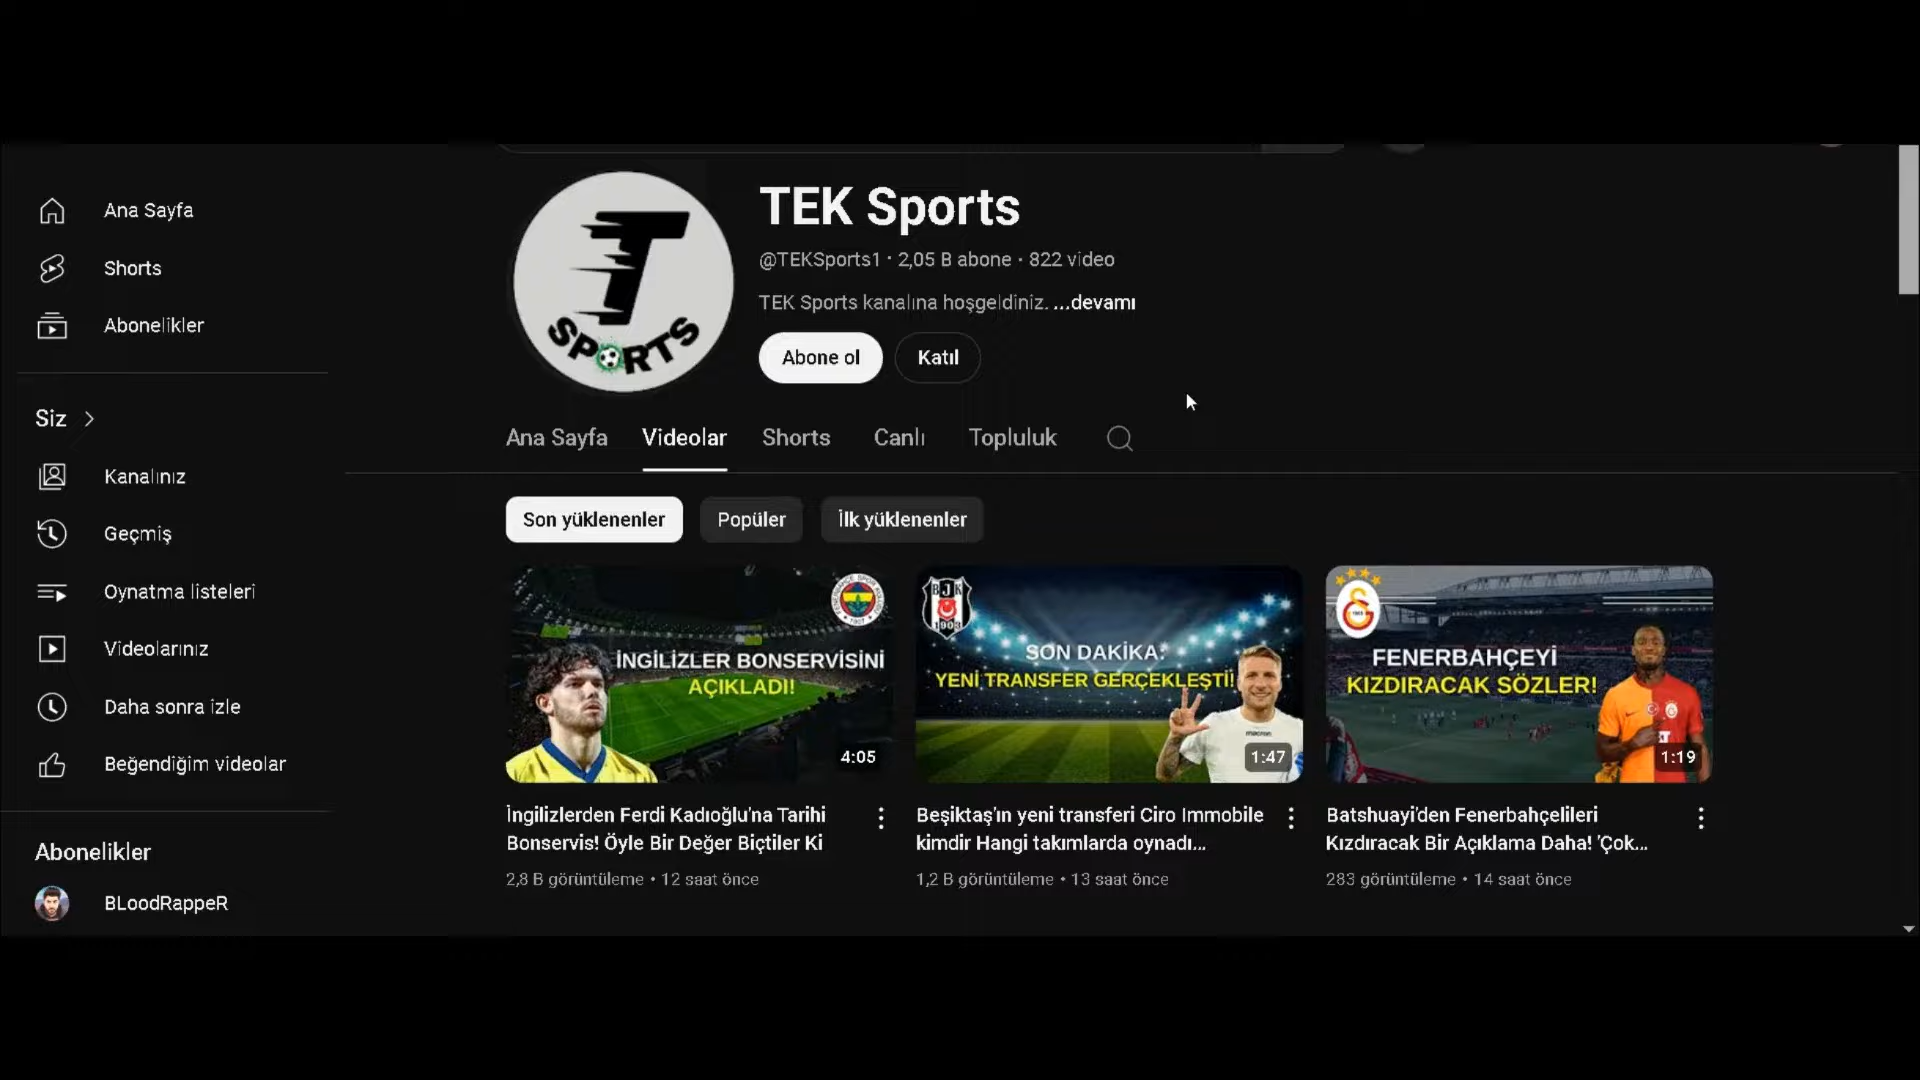 Ana Sayfa
Shorts
Abonelikler
Siz
Kanalınız
Geçmiş
Oynatma listeleri
Videolarınız
Daha sonra izle
Beğendiğim videolar
Abonelikler
BLoodRappeR
T
SPORTS
TEK Sports
@TEKSports1 • 2,05 B abone • 822 video
TEK Sports kanalına hoşgeldiniz. ...devamı
Abone ol
Katıl
Ana Sayfa
Videolar
Shorts
Canlı
Topluluk
Son yüklenenler
Popüler
İlk yüklenenler
İNGİLİZLER BONSERVİSİNİ
AÇIKLADI!
4:05
İngilizlerden Ferdi Kadıoğlu'na Tarihi
Bonservis! Öyle Bir Değer Biçtiler Ki
2,8 B görüntüleme • 12 saat önce
BJK
1903
SON DAKİKA:
YENİ TRANSFER GERÇEKLEŞTİ!
macron
1:47
Beşiktaş'ın yeni transferi Ciro Immobile
kimdir Hangi takımlarda oynadı...
1,2 B görüntüleme • 13 saat önce
FENERBAHÇEYİ
KIZDIRACAK SÖZLER!
1:19
Batshuayi'den Fenerbahçelileri
Kızdıracak Bir Açıklama Daha! 'Çok...
283 görüntüleme • 14 saat önce